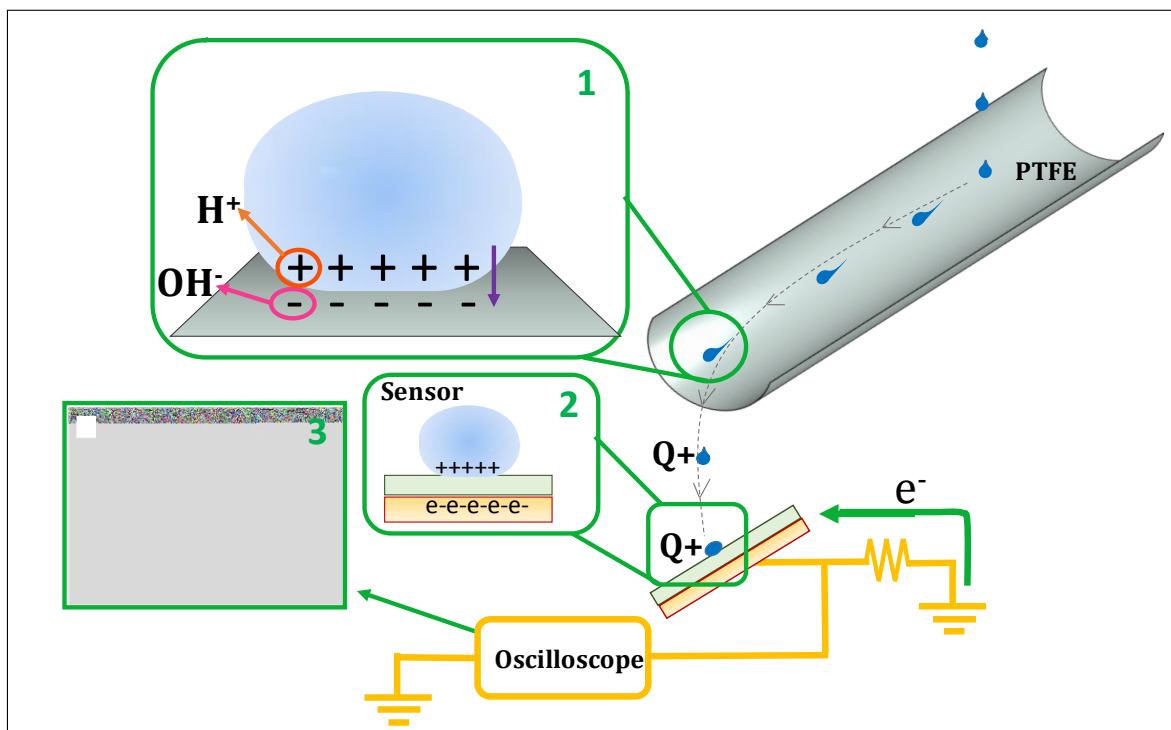 1
PTFE
H⁺
+ + + + +
OH⁻
- - - - -
Sensor
2
3
+++++
e-e-e-e-e-
Q+
e⁻
Q+
Oscilloscope